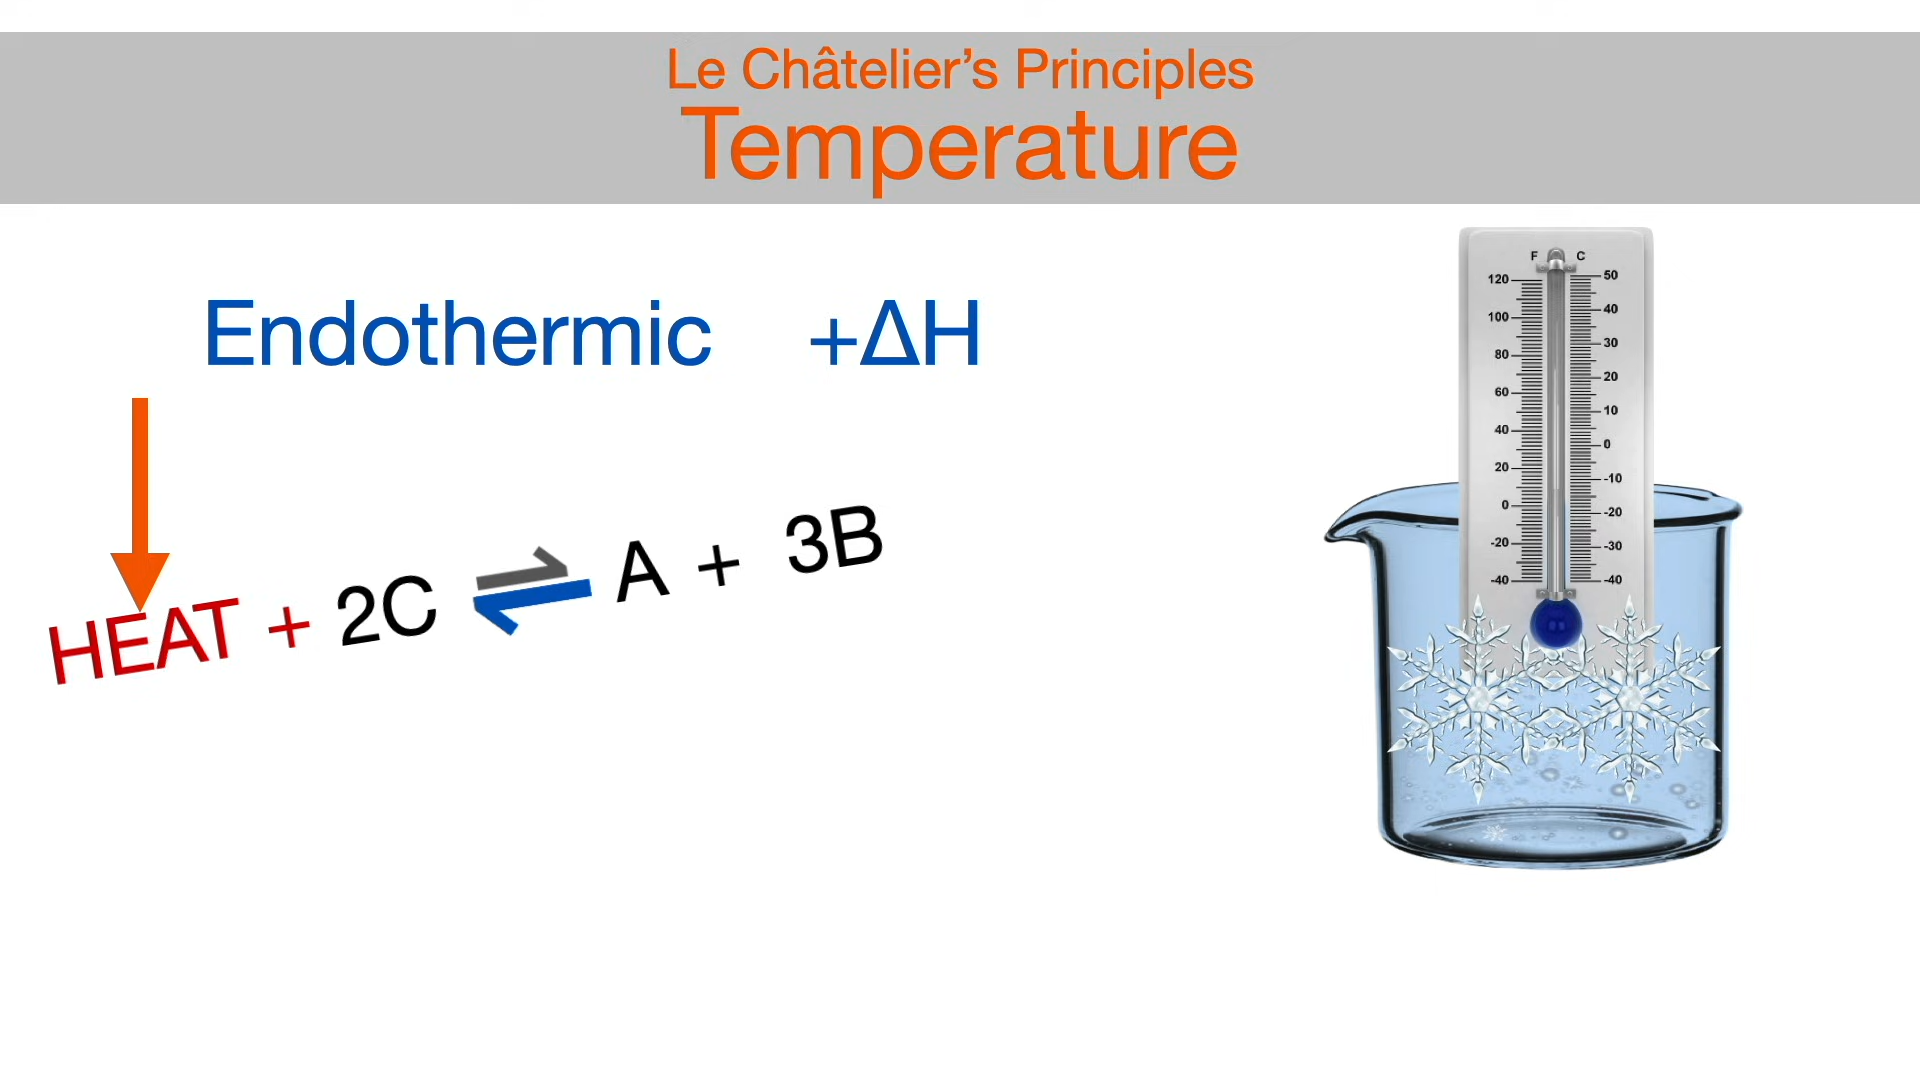 Le Châtelier’s Principles
Temperature
Endothermic +ΔH
HEAT + 2C ⇌ A + 3B
F C
120 50
100 40
80 30
60 20
40 10
20 0
0 -10
-20 -20
-40 -30
-40